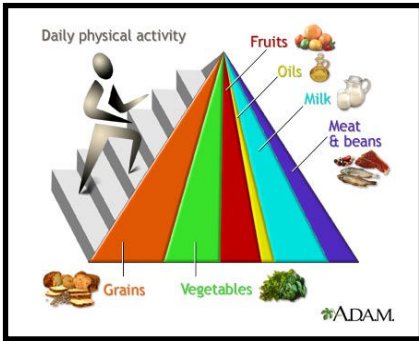 Daily physical activity
Fruits
Oils
Milk
Meat
& beans
Grains
Vegetables
A.D.A.M.